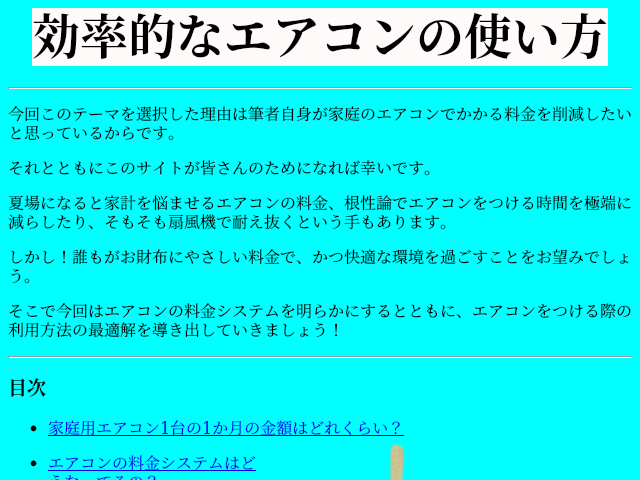 効率的なエアコンの使い方
今回このテーマを選択した理由は筆者自身が家庭のエアコンでかかる料金を削減したい
と思っているからです。
それとともにこのサイトが皆さんのためになれば幸いです。
夏場になると家計を悩ませるエアコンの料金、根性論でエアコンをつける時間を極端に
減らしたり、そもそも扇風機で耐え抜くという手もあります。
しかし！誰もがお財布にやさしい料金で、かつ快適な環境を過ごすことをお望みでしょ
う。
そこで今回はエアコンの料金システムを明らかにするとともに、エアコンをつける際の
利用方法の最適解を導き出していきましょう！
目次
家庭用エアコン1台の1か月の金額はどれくらい？
エアコンの料金システムはど
うなってるの？